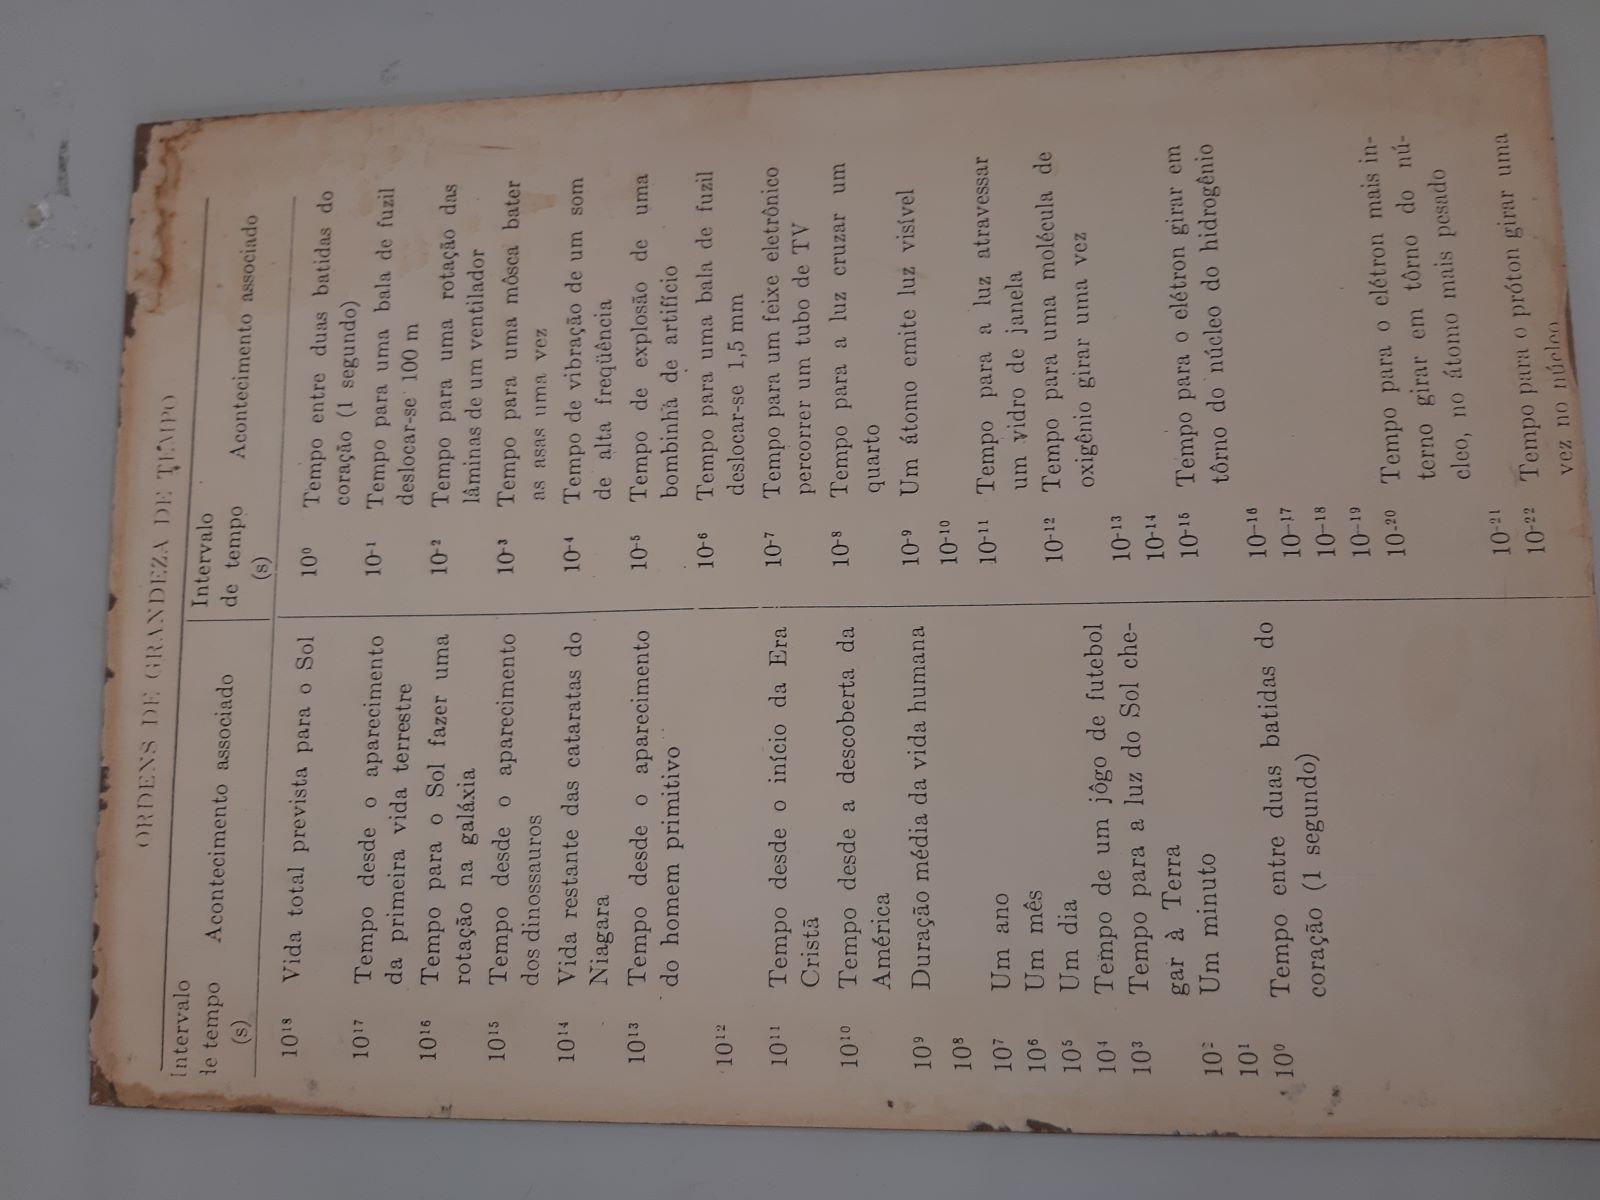 ORDENS DE GRANDEZA DE TEMPO
Intervalo
de tempo
(s)
Acontecimento associado
10¹⁸ Vida total prevista para o Sol
10¹⁷ Tempo desde o aparecimento
da primeira vida terrestre
10¹⁶ Tempo para o Sol fazer uma
rotação na galáxia
10¹⁵ Tempo desde o aparecimento
dos dinossauros
10¹⁴ Vida restante das cataratas do
Niagara
10¹³ Tempo desde o aparecimento
do homem primitivo
10¹²
10¹¹ Tempo desde o início da Era
Cristã
10¹⁰ Tempo desde a descoberta da
América
10⁹ Duração média da vida humana
10⁸
10⁷ Um ano
10⁶ Um mês
10⁵ Um dia
10⁴ Tempo de um jôgo de futebol
10³ Tempo para a luz do Sol che-
gar à Terra
10² Um minuto
10¹
10⁰ Tempo entre duas batidas do
coração (1 segundo)
Intervalo
de tempo
(s)
Acontecimento associado
10⁰ Tempo entre duas batidas do
coração (1 segundo)
10⁻¹ Tempo para uma bala de fuzil
deslocar-se 100 m
10⁻² Tempo para uma rotação das
lâminas de um ventilador
10⁻³ Tempo para uma môsca bater
as asas uma vez
10⁻⁴ Tempo de vibração de um som
de alta freqüência
10⁻⁵ Tempo de explosão de uma
bombinha de artifício
10⁻⁶ Tempo para uma bala de fuzil
deslocar-se 1,5 mm
10⁻⁷ Tempo para um feixe eletrônico
percorrer um tubo de TV
10⁻⁸ Tempo para a luz cruzar um
quarto
10⁻⁹ Um átomo emite luz visível
10⁻¹⁰
10⁻¹¹ Tempo para a luz atravessar
um vidro de janela
10⁻¹² Tempo para uma molécula de
oxigênio girar uma vez
10⁻¹³
10⁻¹⁴
10⁻¹⁵ Tempo para o elétron girar em
tôrno do núcleo do hidrogênio
10⁻¹⁶
10⁻¹⁷
10⁻¹⁸
10⁻¹⁹
10⁻²⁰ Tempo para o elétron mais in-
terno girar em tôrno do nú-
cleo, no átomo mais pesado
10⁻²¹
10⁻²² Tempo para o próton girar uma
vez no núcleo